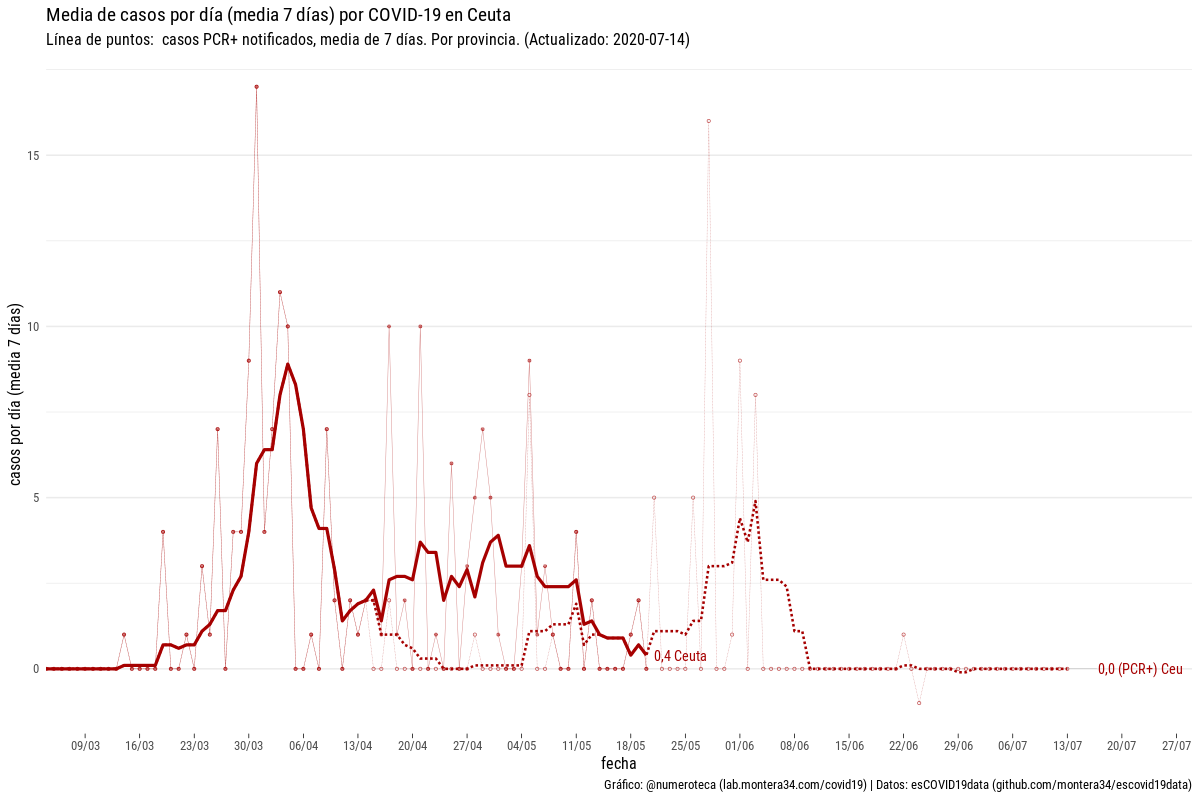 Media de casos por día (media 7 días) por COVID-19 en Ceuta
Línea de puntos:  casos PCR+ notificados, media de 7 días. Por provincia. (Actualizado: 2020-07-14)
casos por día (media 7 días)
15
10
5
0
0,4 Ceuta
0,0 (PCR+) Ceu
09/03 16/03 23/03 30/03 06/04 13/04 20/04 27/04 04/05 11/05 18/05 25/05 01/06 08/06 15/06 22/06 29/06 06/07 13/07 20/07 27/07
fecha
Gráfico: @numeroteca (lab.montera34.com/covid19) | Datos: esCOVID19data (github.com/montera34/escovid19data)